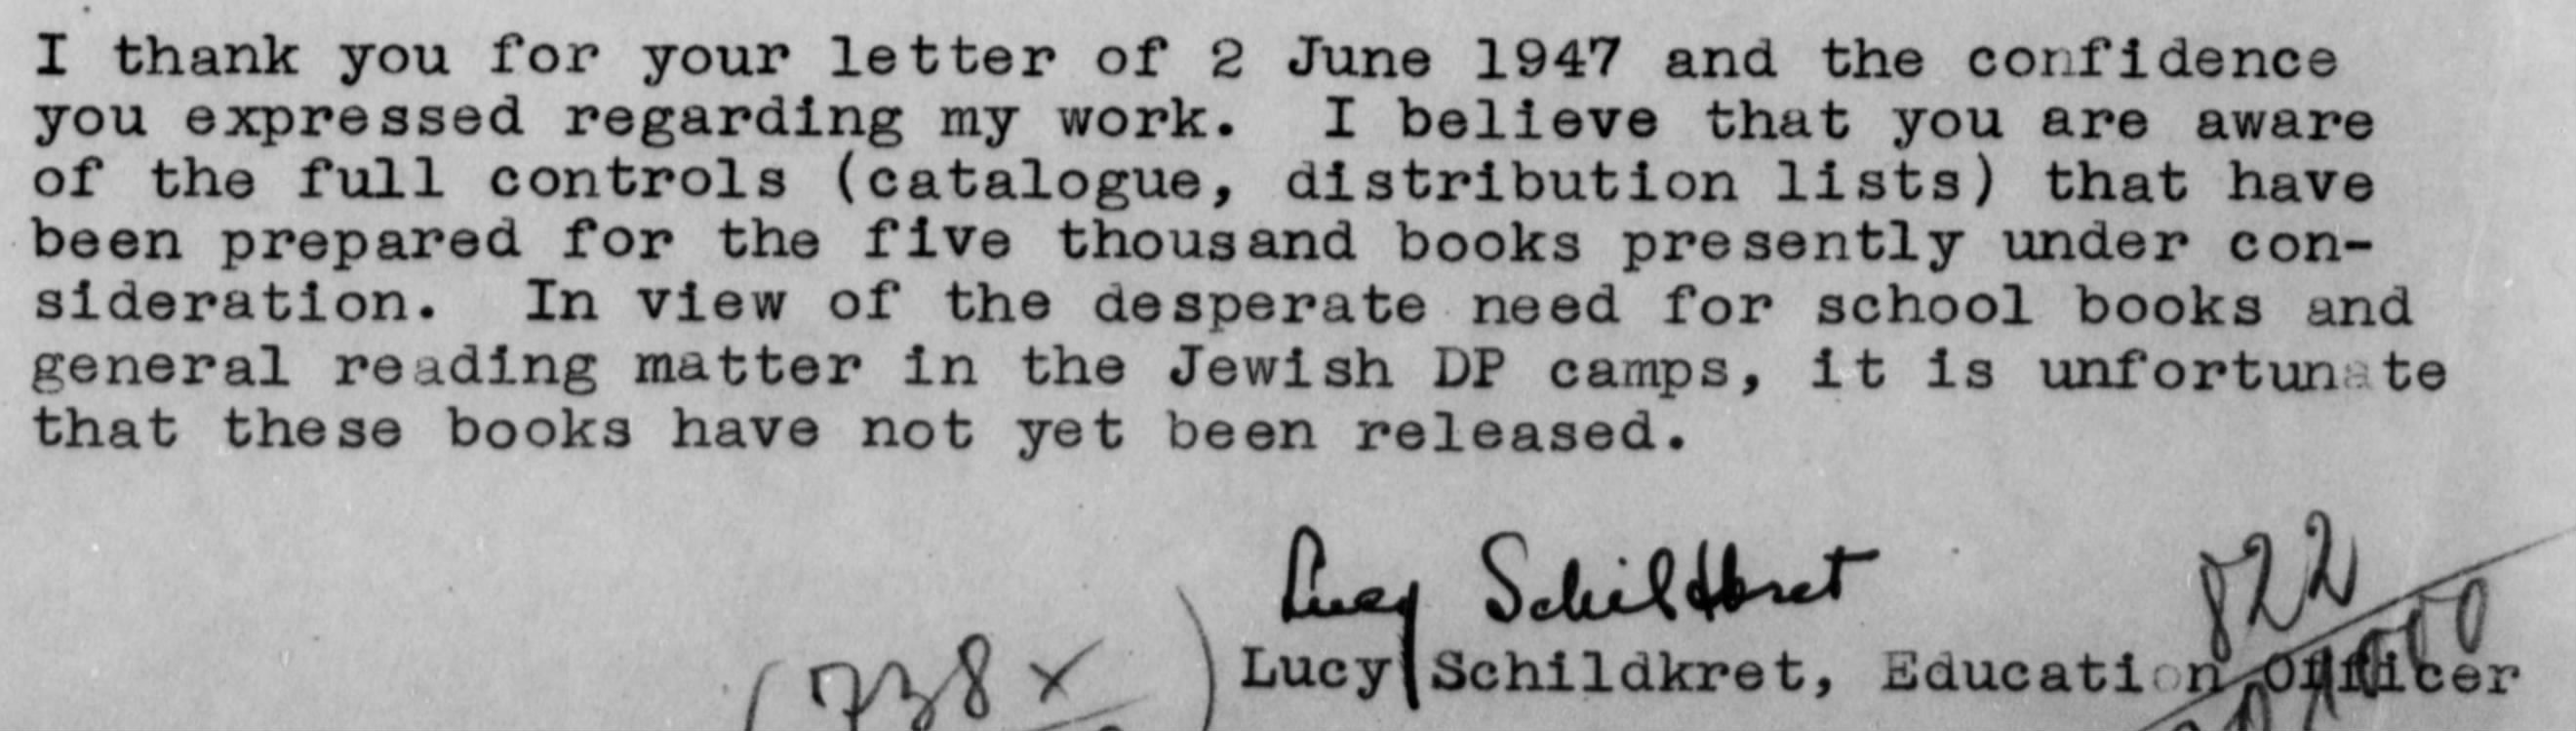 I thank you for your letter of 2 June 1947 and the confidence
you expressed regarding my work. I believe that you are aware
of the full controls (catalogue, distribution lists) that have
been prepared for the five thousand books presently under con-
sideration. In view of the desperate need for school books and
general reading matter in the Jewish DP camps, it is unfortunate
that these books have not yet been released.
Lucy Schildkret
822
Lucy Schildkret, Education Officer
(738 x )